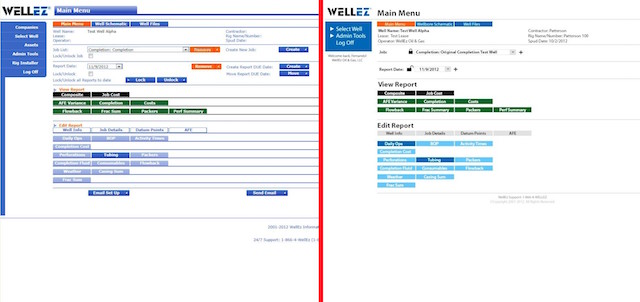 WELLEZ Main Menu
Companies
Select Well
Assets
Admin Tools
Rig Installer
Log Off
Main Menu Well Schematic Well Files
Well Name: Test Well Alpha Contractor:
Lease: Rig Name/Number:
Operator: Spud Date:
Job List: Completion: Completion Remove Create New Job: Create
Lock/Unlock Job
Report Date: 11/9/2012 Remove Create Report DUR Date: Create
Lock/Unlock Move Report DUR Date: Move
Lock/Unlock all Reports to date Lock Unlock
View Report
Composite Job Cost
AFE Variance Completion Costs
Flowback Frac Sum Packers Perf Summary
Edit Report
Well Info Job Details Datum Points AFE
Daily Ops BOP Activity Times
Completion Cost
Perforations Tubing Packers
Completion Fluid Consumables Flowback
Weather Casing Sum
Frac Sum
Email Set Up Send Email
2001-2012 WellEz Informa
24/7 Support: 1-866-4-WellEz (1-
WELLEZ Main Menu
Select Well
Admin Tools
Log Off
Main Menu Wellbore Schematic Well Files
Well Name: Test Well Alpha Contractor: Patterson
Lease: Test Lease Rig Name/Number: Patterson 100
Operator: WellEz Oil & Gas Spud Date: 10/2/2012
Job: Completion: Original Completion Test Well
Report Date: 11/9/2012
View Report
Composite Job Cost
AFE Variance Completion Costs
Flowback Frac Summary Packers Perf Summary
Edit Report
Well Info Job Details Datum Points AFE
Daily Ops BOP Activity Times
Completion Cost
Perforations Tubing Packers
Completion Fluid Consumables Flowback
Weather Casing Sum
Frac Sum